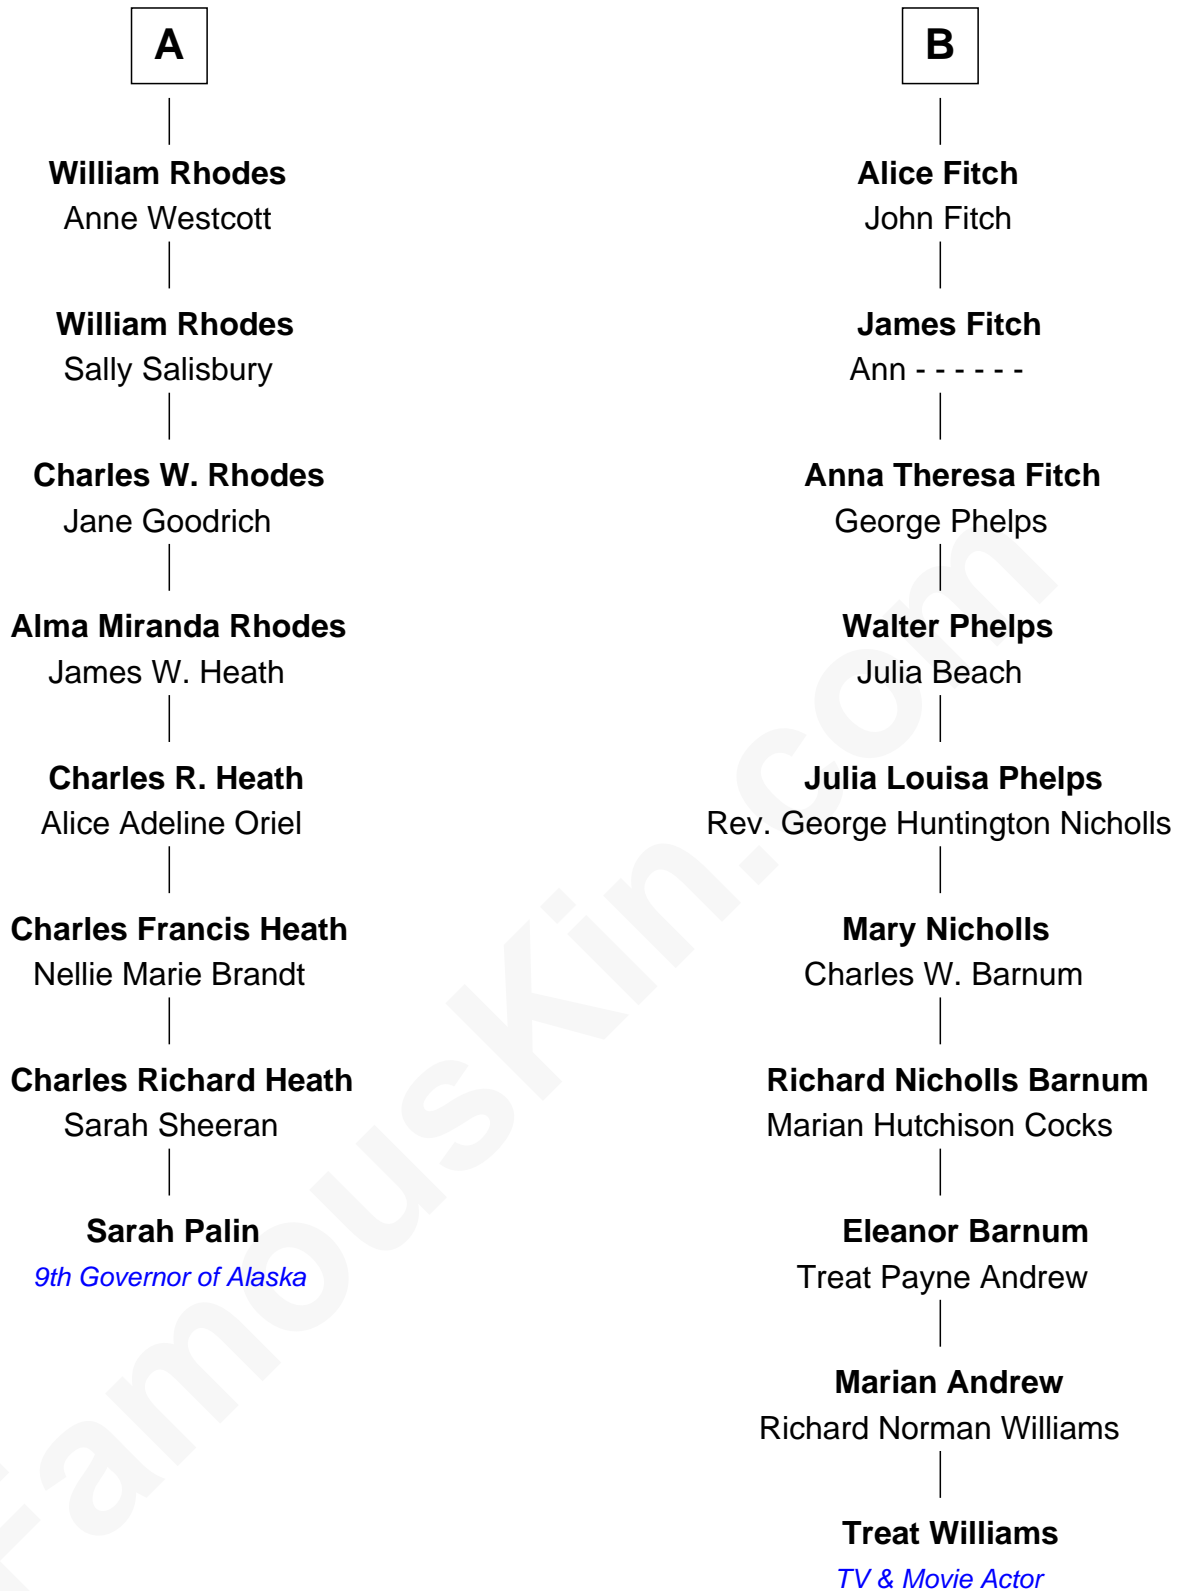 A
William Rhodes
Anne Westcott
William Rhodes
Sally Salisbury
Charles W. Rhodes
Jane Goodrich
Alma Miranda Rhodes
James W. Heath
Charles R. Heath
Alice Adeline Oriel
Charles Francis Heath
Nellie Marie Brandt
Charles Richard Heath
Sarah Sheeran
Sarah Palin
9th Governor of Alaska
B
Alice Fitch
John Fitch
James Fitch
Ann - - - - - -
Anna Theresa Fitch
George Phelps
Walter Phelps
Julia Beach
Julia Louisa Phelps
Rev. George Huntington Nicholls
Mary Nicholls
Charles W. Barnum
Richard Nicholls Barnum
Marian Hutchison Cocks
Eleanor Barnum
Treat Payne Andrew
Marian Andrew
Richard Norman Williams
Treat Williams
TV & Movie Actor
FamousKin.com